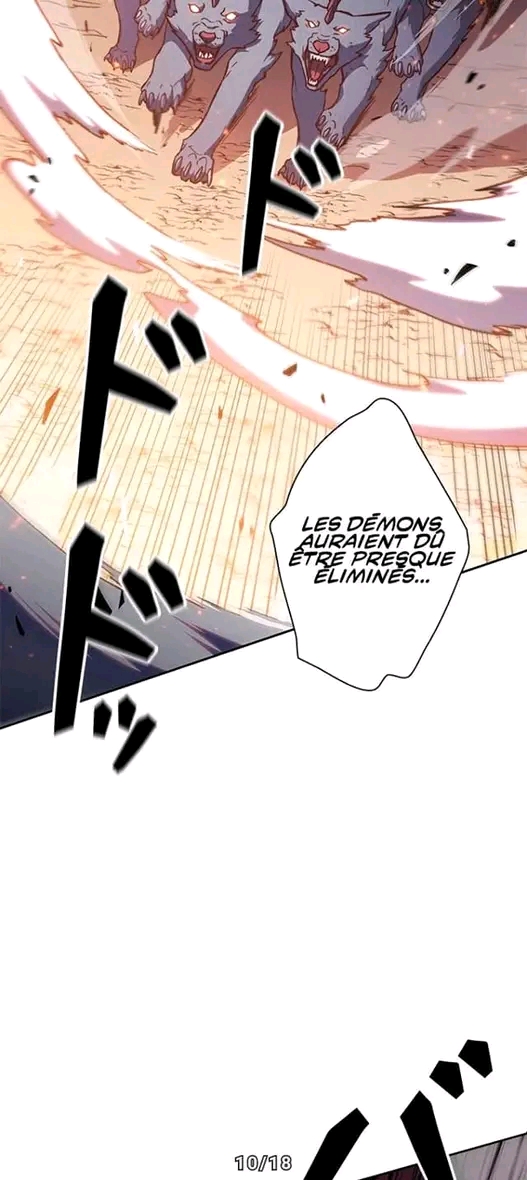 ド
ド
ドッ
LES DÉMONS
AURAIENT DÛ
ÊTRE PRESQUE
ÉLIMINÉS...
10/18